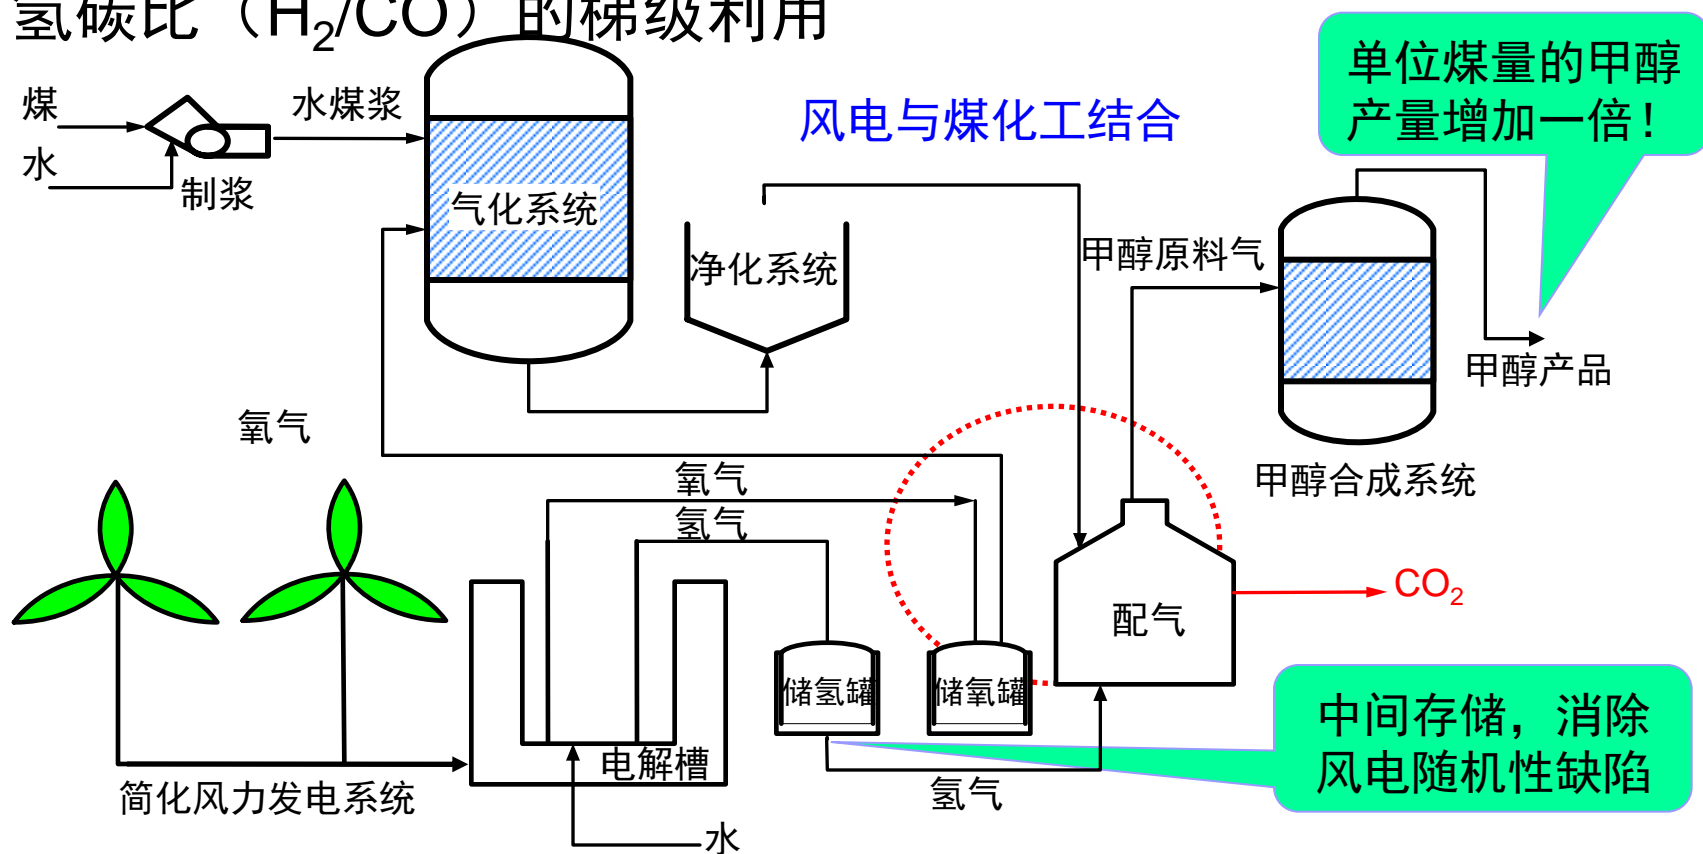 氢碳比（H₂/CO）的梯级利用
单位煤量的甲醇
产量增加一倍！
风电与煤化工结合
煤
水煤浆
水
制浆
气化系统
净化系统
甲醇原料气
甲醇产品
氧气
氧气
氢气
甲醇合成系统
CO₂
配气
储氢罐
储氧罐
中间存储，消除
风电随机性缺陷
电解槽
简化风力发电系统
氢气
水